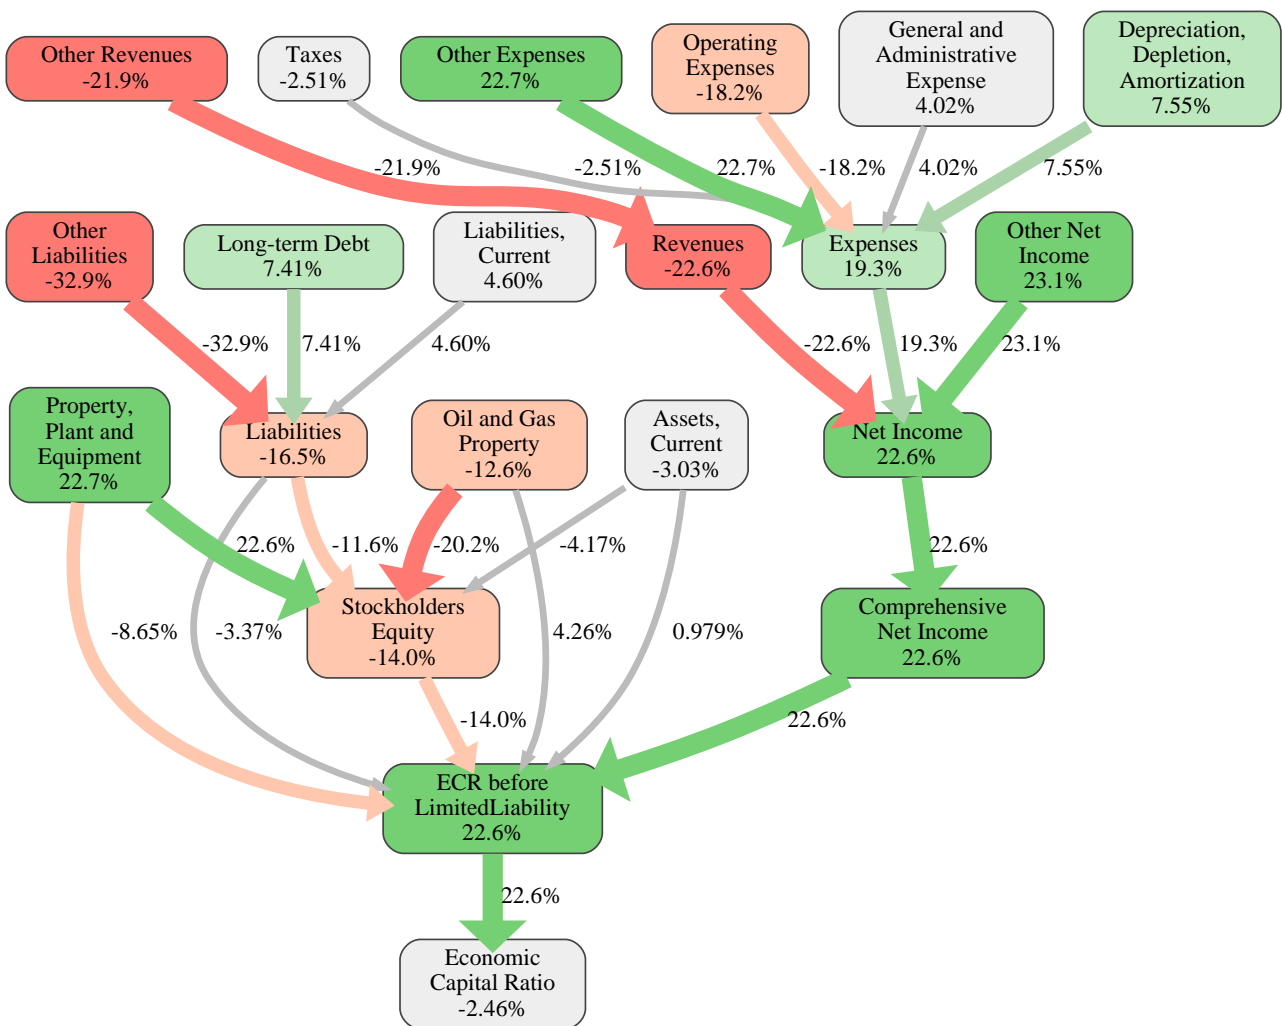 Other Revenues
-21.9%
Taxes
-2.51%
Other Expenses
22.7%
Operating
Expenses
-18.2%
General and
Administrative
Expense
4.02%
Depreciation,
Depletion,
Amortization
7.55%
-21.9%
-2.51%
22.7%
-18.2%
4.02%
7.55%
Other
Liabilities
-32.9%
Long-term Debt
7.41%
Liabilities,
Current
4.60%
Revenues
-22.6%
Expenses
19.3%
Other Net
Income
23.1%
-32.9%
7.41%
4.60%
-22.6%
19.3%
23.1%
Property,
Plant and
Equipment
22.7%
Liabilities
-16.5%
Oil and Gas
Property
-12.6%
Assets,
Current
-3.03%
Net Income
22.6%
22.6%
-11.6%
-20.2%
-4.17%
22.6%
-8.65%
-3.37%
Stockholders
Equity
-14.0%
4.26%
0.979%
Comprehensive
Net Income
22.6%
-14.0%
22.6%
ECR before
LimitedLiability
22.6%
22.6%
Economic
Capital Ratio
-2.46%